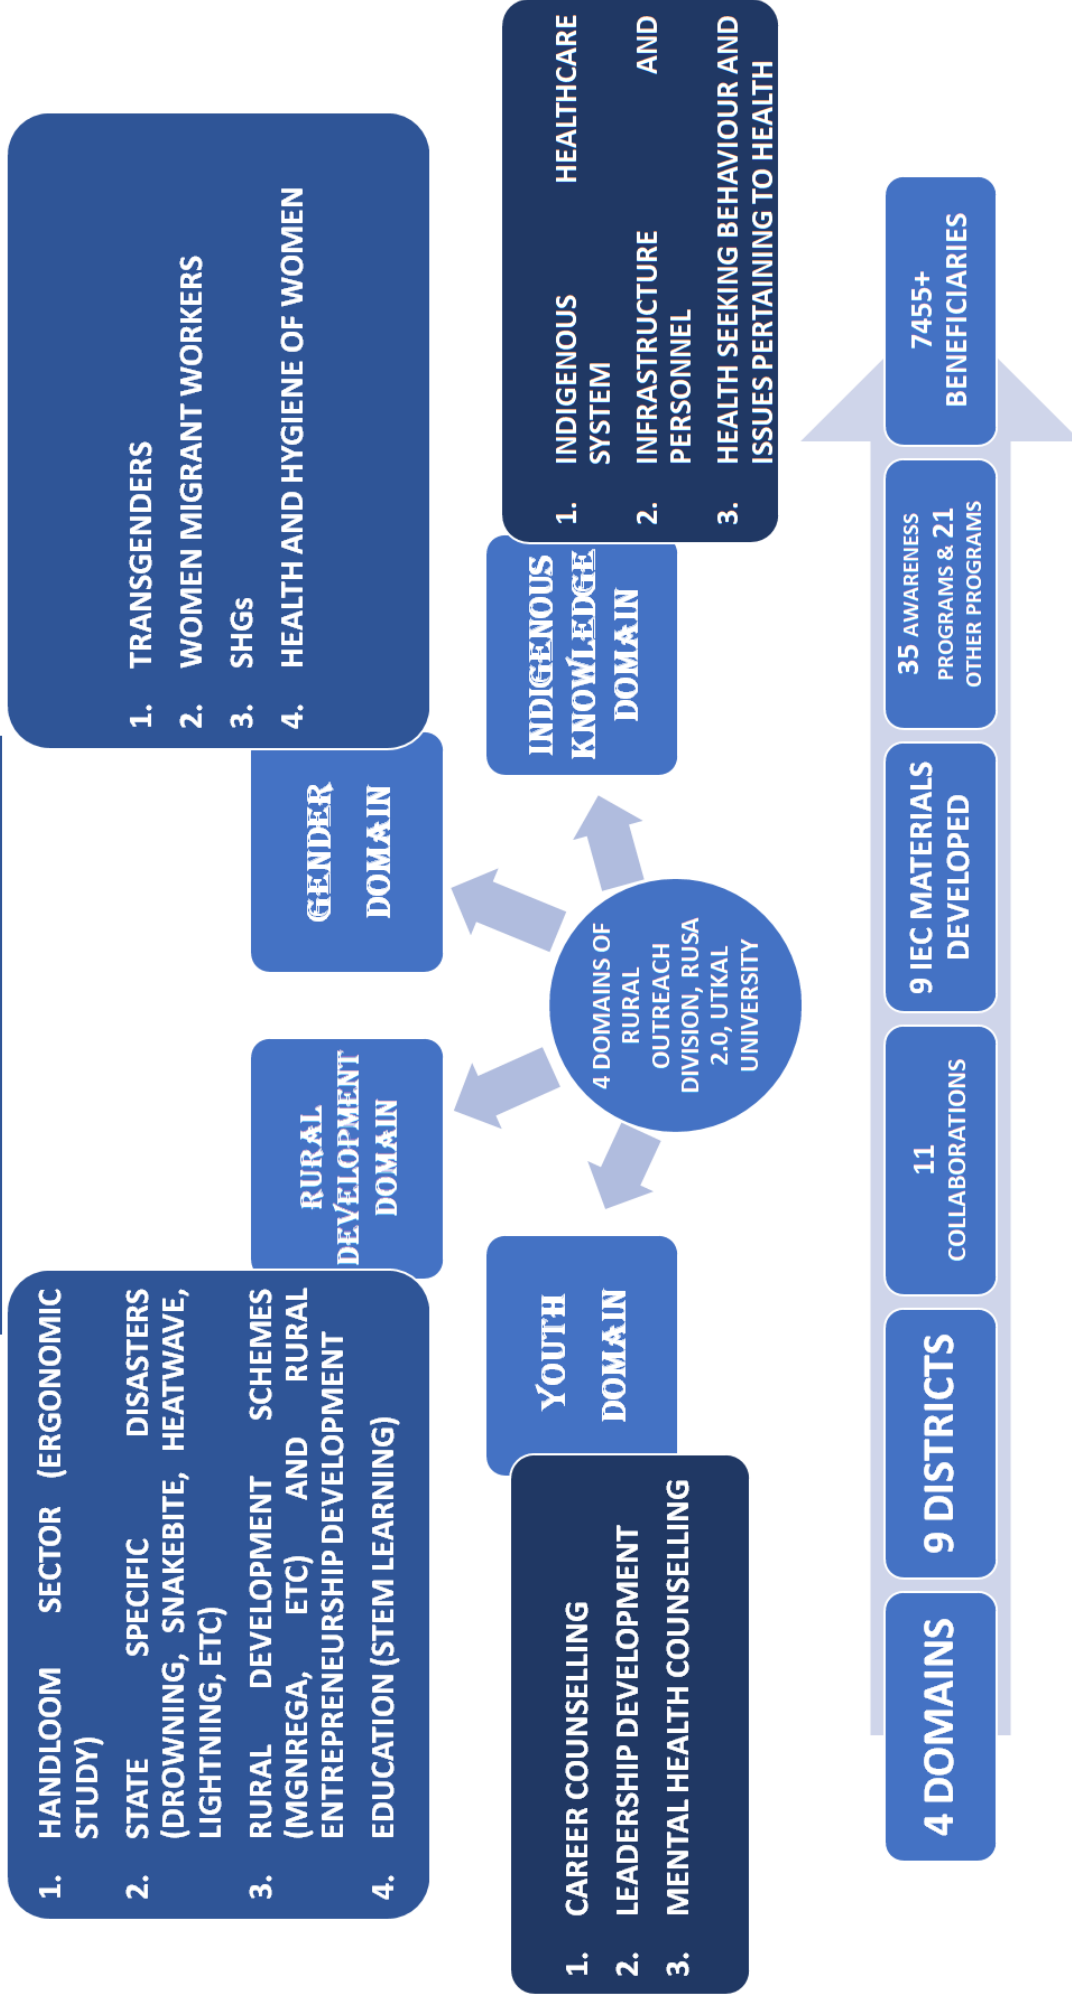 1. HANDLOOM SECTOR (ERGONOMIC
STUDY)
2. STATE SPECIFIC DISASTERS
(DROWNING, SNAKEBITE, HEATWAVE,
LIGHTNING, ETC)
3. RURAL DEVELOPMENT SCHEMES
(MGNREGA, ETC) AND RURAL
ENTREPRENEURSHIP DEVELOPMENT
4. EDUCATION (STEM LEARNING)
RURAL
DEVELOPMENT
DOMAIN
GENDER
DOMAIN
1. TRANSGENDERS
2. WOMEN MIGRANT WORKERS
3. SHGs
4. HEALTH AND HYGIENE OF WOMEN
1. CAREER COUNSELLING
2. LEADERSHIP DEVELOPMENT
3. MENTAL HEALTH COUNSELLING
YOUTH
DOMAIN
4 DOMAINS OF
RURAL
OUTREACH
DIVISION, RUSA
2.0, UTKAL
UNIVERSITY
INDIGENOUS
KNOWLEDGE
DOMAIN
1. INDIGENOUS HEALTHCARE
SYSTEM
2. INFRASTRUCTURE AND
PERSONNEL
3. HEALTH SEEKING BEHAVIOUR AND
ISSUES PERTAINING TO HEALTH
4 DOMAINS
9 DISTRICTS
11
COLLABORATIONS
9 IEC MATERIALS
DEVELOPED
35 AWARENESS
PROGRAMS & 21
OTHER PROGRAMS
7455+
BENEFICIARIES